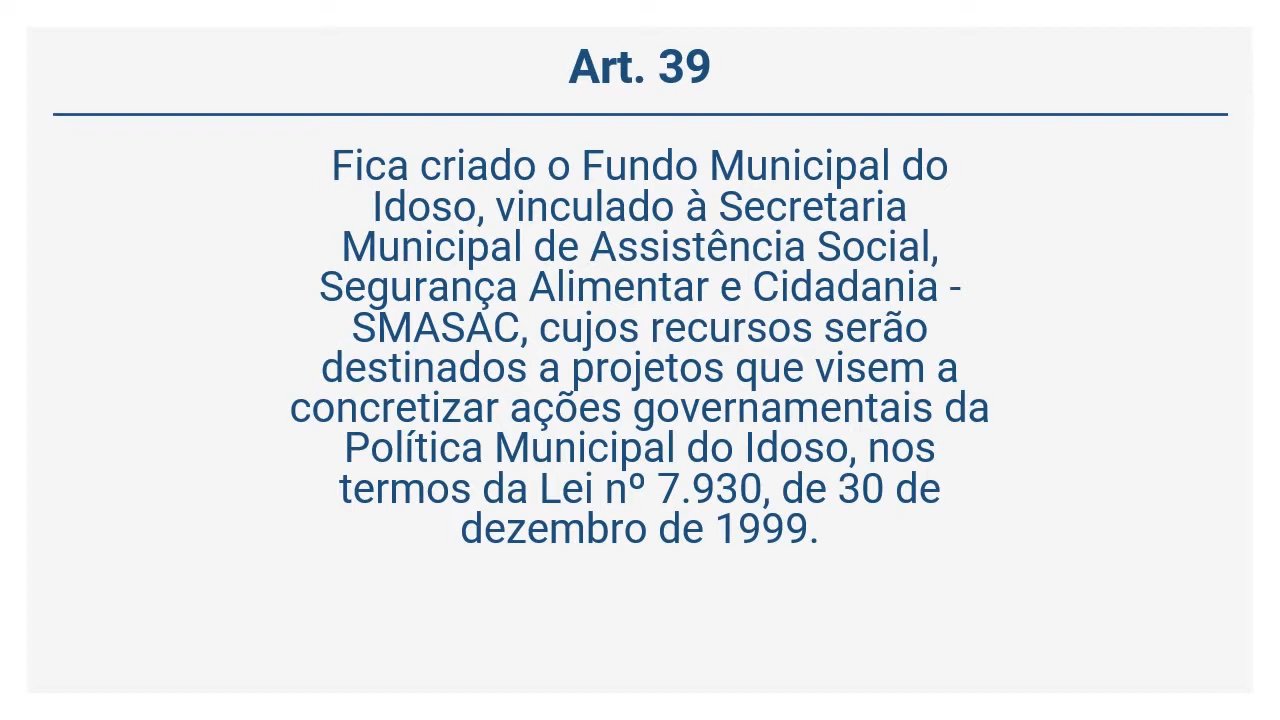 Art. 39
Fica criado o Fundo Municipal do
Idoso, vinculado à Secretaria
Municipal de Assistência Social,
Segurança Alimentar e Cidadania -
SMASAC, cujos recursos serão
destinados a projetos que visem a
concretizar ações governamentais da
Política Municipal do Idoso, nos
termos da Lei nº 7.930, de 30 de
dezembro de 1999.